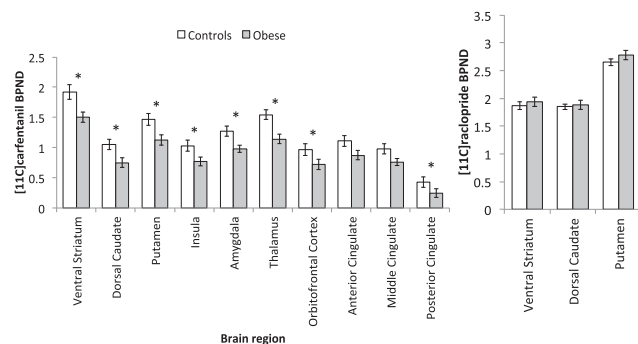 Controls Obese
[11C]carfentanil BPND
2.5
2
1.5
1
0.5
0
* * * * * * * *
Ventral Striatum
Dorsal Caudate
Putamen
Insula
Amygdala
Thalamus
Orbitofrontal Cortex
Anterior Cingulate
Middle Cingulate
Posterior Cingulate
Brain region
[11C]raclopride BPND
3.5
3
2.5
2
1.5
1
0.5
0
Ventral Striatum
Dorsal Caudate
Putamen